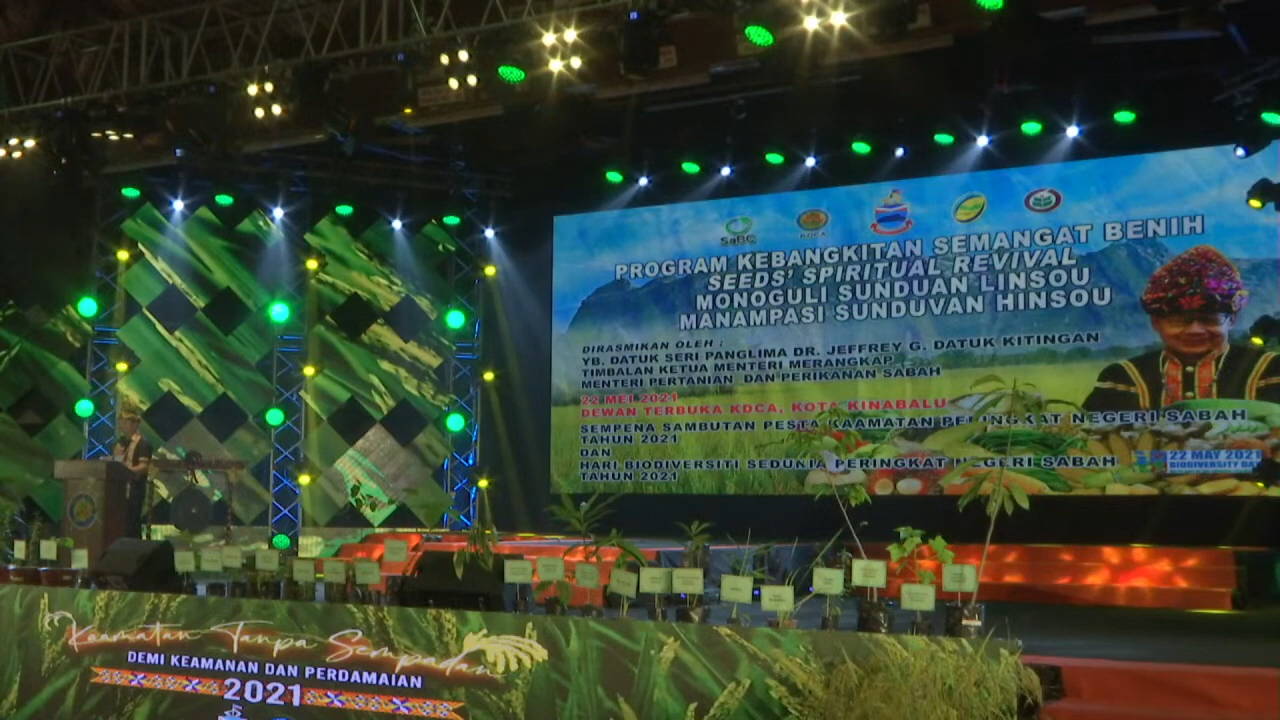 SaBC
KDCA
PROGRAM KEBANGKITAN SEMANGAT BENIH
SEEDS' SPIRITUAL REVIVAL
MONOGULI SUNDUAN LINSOU
MANAMPASI SUNDUVAN HINSOU
DIRASMIKAN OLEH :
YB. DATUK SERI PANGLIMA DR. JEFFREY G. DATUK KITINGAN
TIMBALAN KETUA MENTERI MERANGKAP
MENTERI PERTANIAN DAN PERIKANAN SABAH
22 MEI 2021
DEWAN TERBUKA KDCA, KOTA KINABALU
SEMPENA SAMBUTAN PESTA KAAMATAN PERINGKAT NEGERI SABAH
TAHUN 2021
DAN
HARI BIODIVERSITI SEDUNIA PERINGKAT NEGERI SABAH
TAHUN 2021
22 MAY 2021
BIODIVERSITY DAY
Kaamatan Tanpa Sempadan
DEMI KEAMANAN DAN PERDAMAIAN
2021